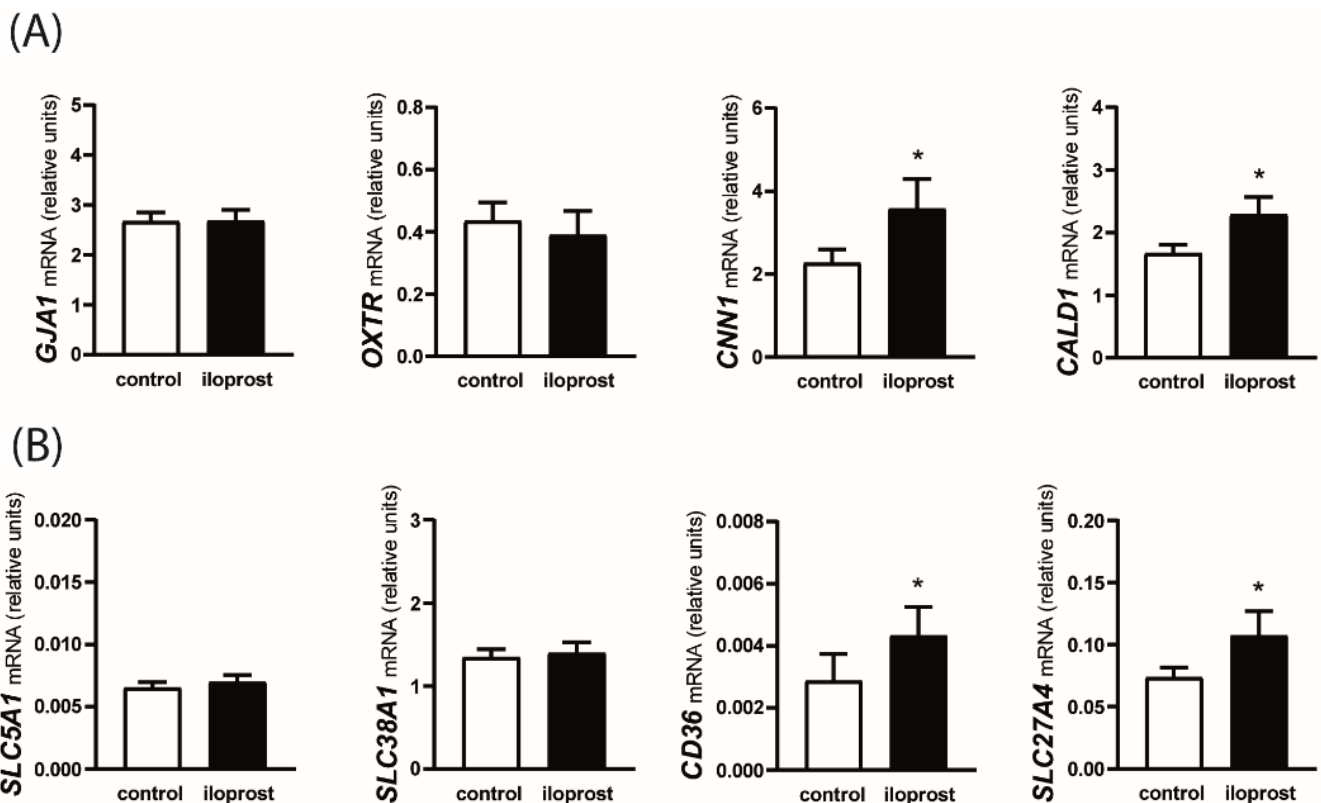 (A)
GJA1 mRNA (relative units)
5
4
3
2
1
0
control iloprost
OXTR mRNA (relative units)
0.8
0.6
0.4
0.2
0.0
control iloprost
CNN1 mRNA (relative units)
6
4
2
0
*
control iloprost
CALD1 mRNA (relative units)
4
3
2
1
0
*
control iloprost
(B)
SLC5A1 mRNA (relative units)
0.020
0.015
0.010
0.005
0.000
control iloprost
SLC38A1 mRNA (relative units)
3
2
1
0
control iloprost
CD36 mRNA (relative units)
0.008
0.006
0.004
0.002
0.000
*
control iloprost
SLC27A4 mRNA (relative units)
0.20
0.15
0.10
0.05
0.00
*
control iloprost